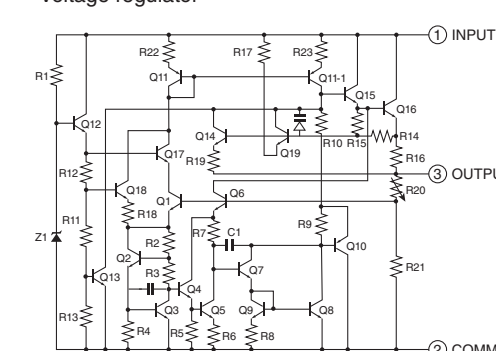 Voltage regulator
1 INPUT
R22 R17 R23
R1 Q11 Q11-1 Q15
Q16
Q12 Q14 R10 R15 R14
Q19
Q17 R19 R16
R12 3 OUTPU
Q18 Q6 R20
Q1
R18
R11 R7 C1 R9
Z1 R2 Q10
Q2 Q7 R21
R3
Q13 Q4
Q3 Q5 Q9 Q8
R13 R4 R5 R6 R8
2 COMM